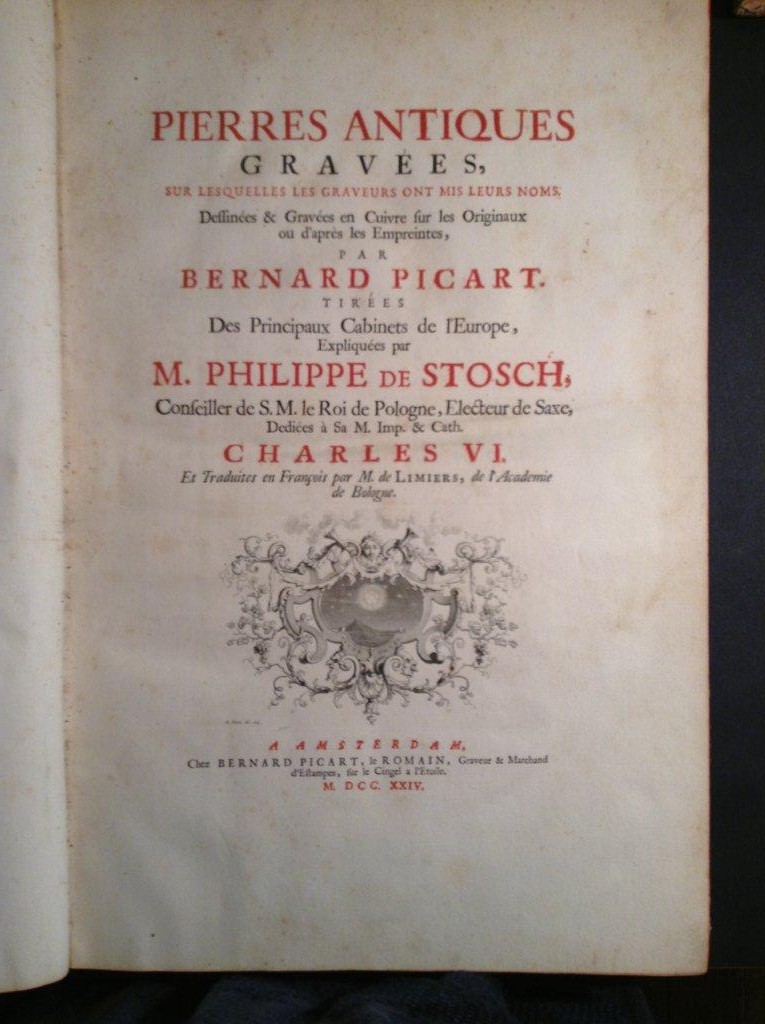 PIERRES ANTIQUES
GRAVÉES,
SUR LESQUELLES LES GRAVEURS ONT MIS LEURS NOMS.
Deſſinées & Gravées en Cuivre ſur les Originaux
ou d'après les Empreintes,
PAR
BERNARD PICART.
TIRÉES
Des Principaux Cabinets de l'Europe,
Expliquées par
M. PHILIPPE DE STOSCH,
Conſeiller de S. M. le Roi de Pologne, Electeur de Saxe,
Dediées à Sa M. Imp. & Cath.
CHARLES VI.
Et Traduites en François par M. de LIMIERS, de l'Academie
de Bologne.
A AMSTERDAM,
Chez BERNARD PICART, le ROMAIN, Graveur & Marchand
d'Eſtampes, ſur le Cingel a l'Etoile.
M. DCC. XXIV.